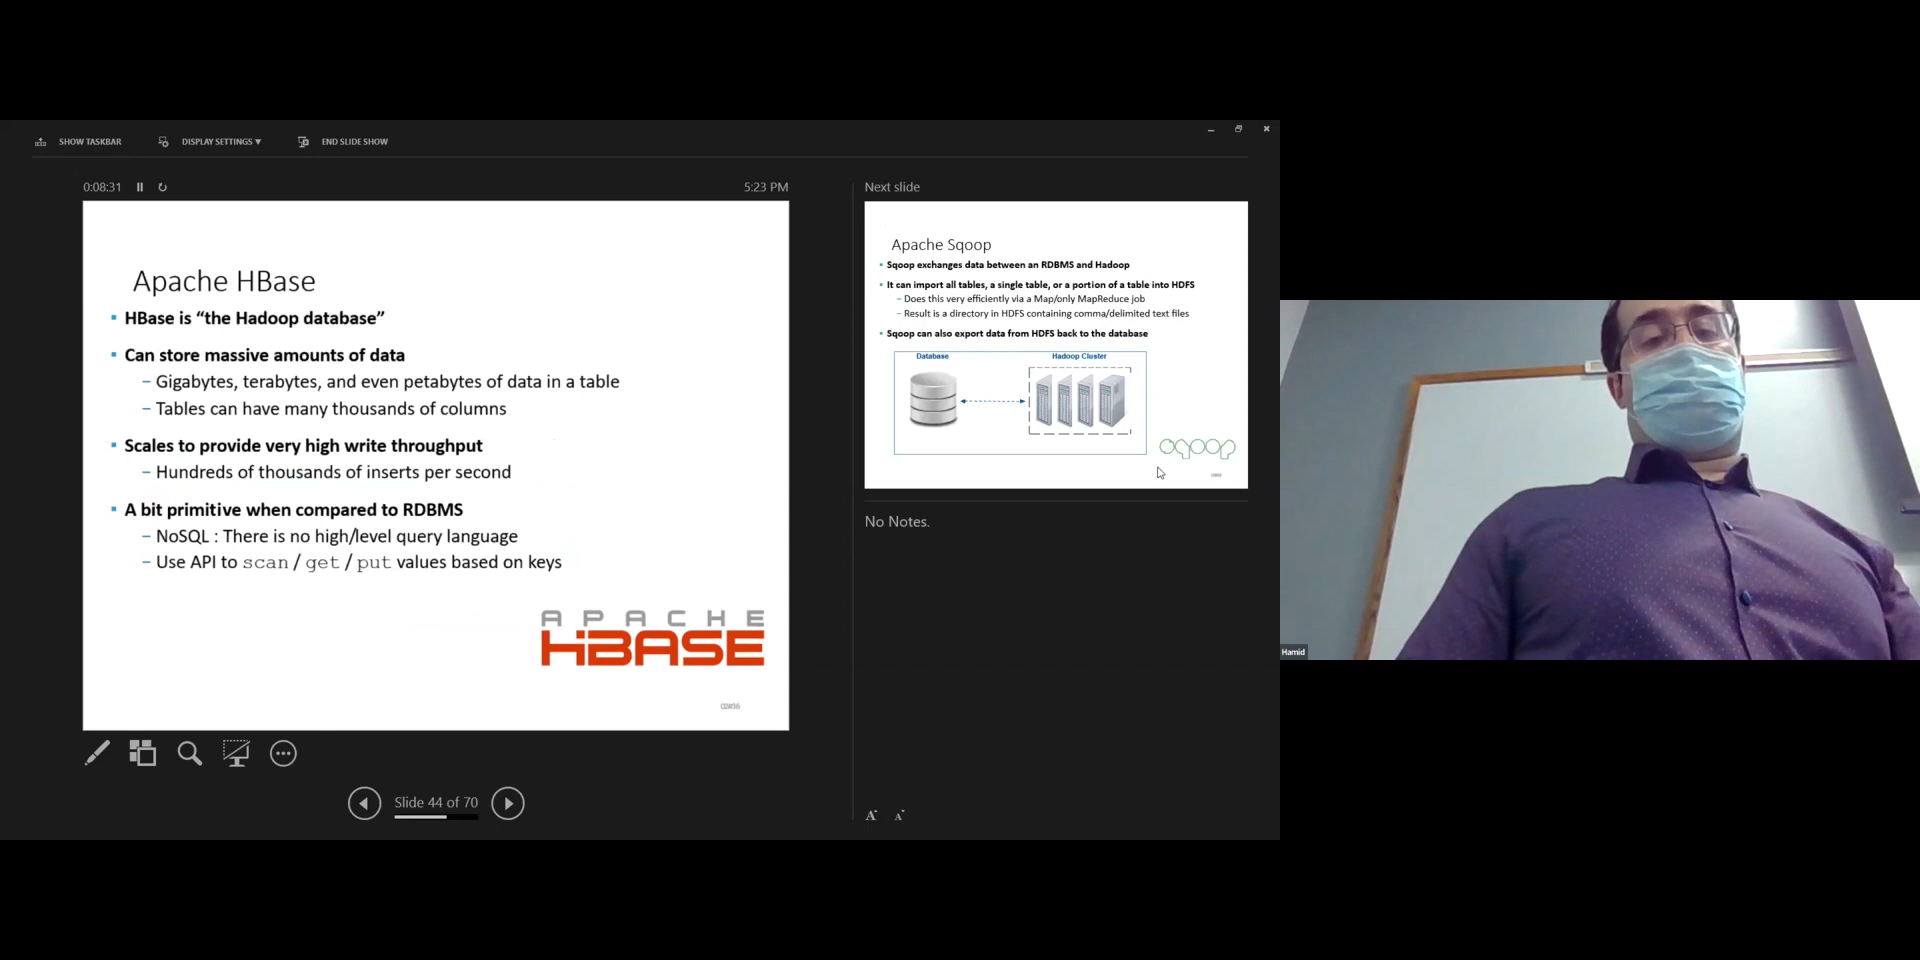 SHOW TASKBAR
DISPLAY SETTINGS ▼
END SLIDE SHOW
0:08:31
5:23 PM
Apache HBase
▪ HBase is “the Hadoop database”
▪ Can store massive amounts of data
– Gigabytes, terabytes, and even petabytes of data in a table
– Tables can have many thousands of columns
▪ Scales to provide very high write throughput
– Hundreds of thousands of inserts per second
▪ A bit primitive when compared to RDBMS
– NoSQL : There is no high/level query language
– Use API to scan / get / put values based on keys
APACHE
HBASE
Slide 44 of 70
Next slide
Apache Sqoop
▪ Sqoop exchanges data between an RDBMS and Hadoop
▪ It can import all tables, a single table, or a portion of a table into HDFS
– Does this very efficiently via a Map/only MapReduce job
– Result is a directory in HDFS containing comma/delimited text files
▪ Sqoop can also export data from HDFS back to the database
Database
Hadoop Cluster
sqoop
No Notes.
A A
Hamid